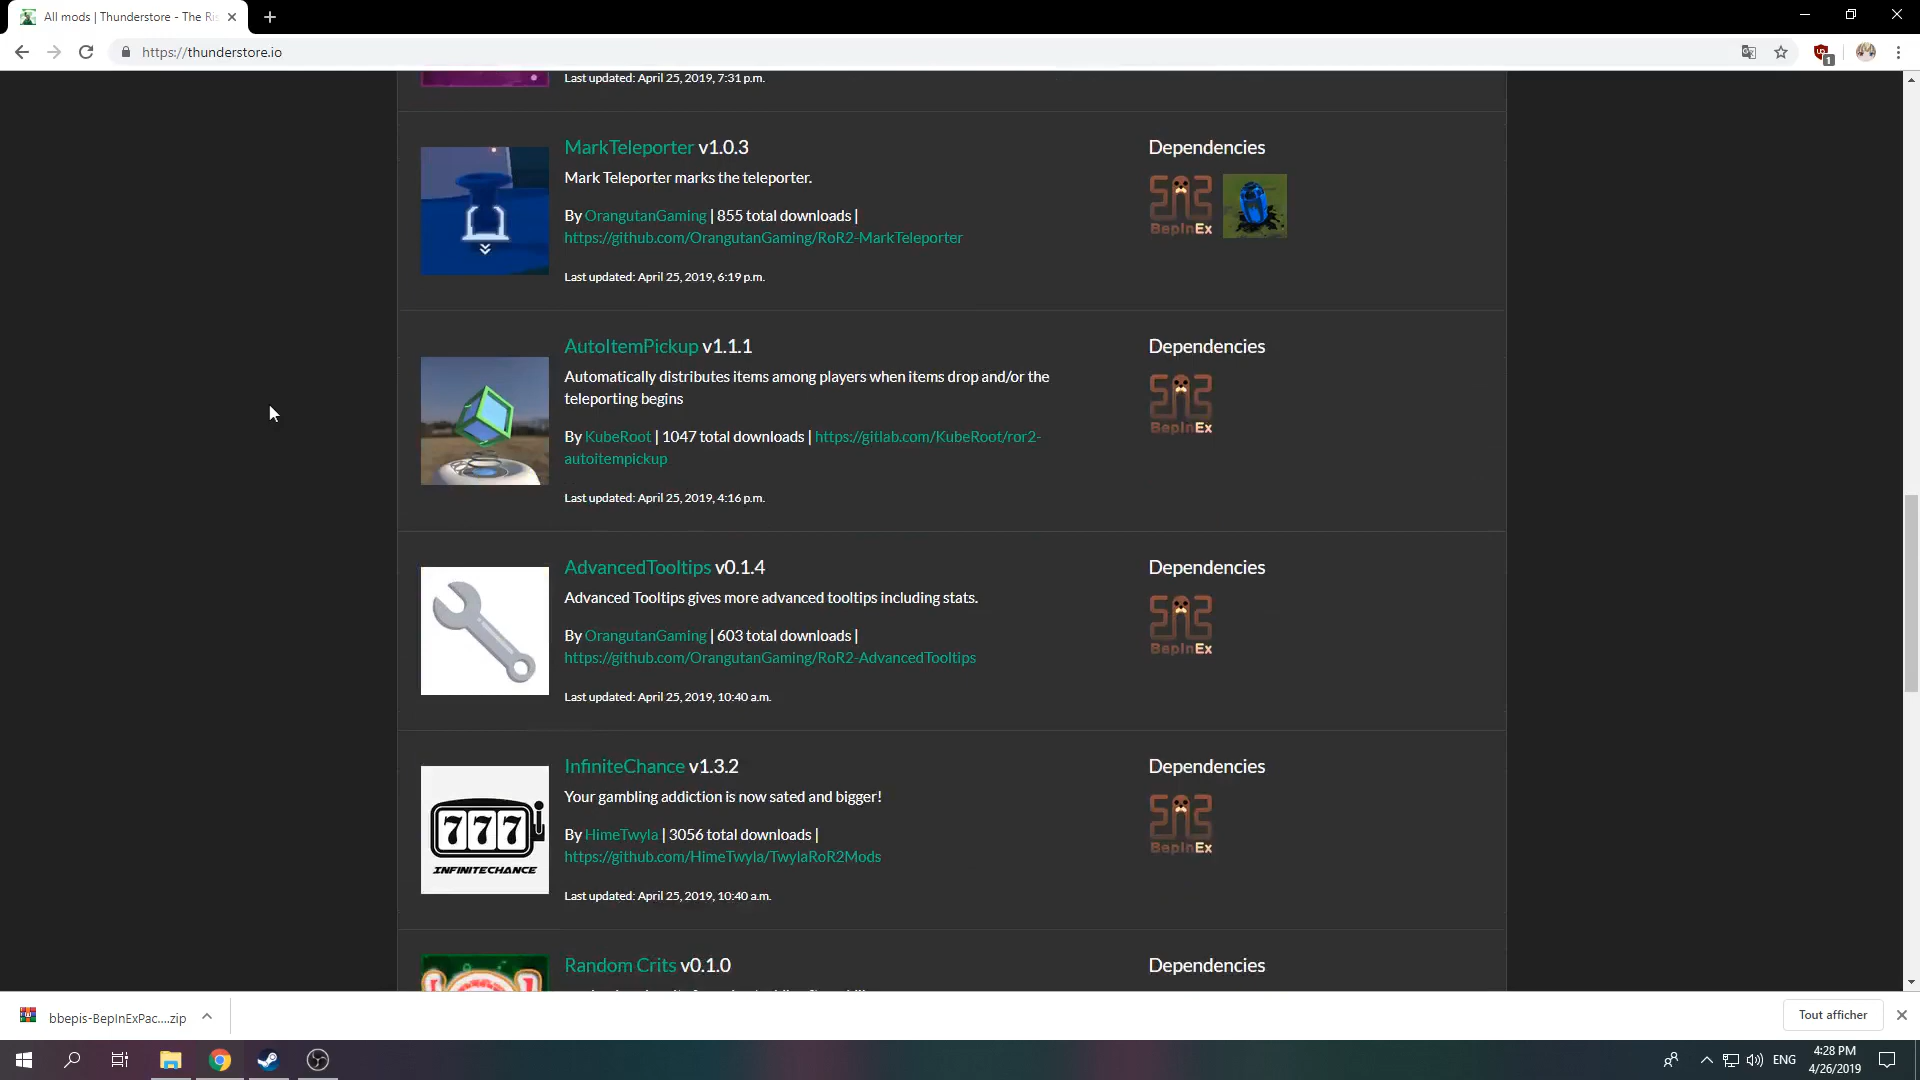 All mods | Thunderstore - The Ris
https://thunderstore.io
1
Last updated: April 25, 2019, 7:31 p.m.
MarkTeleporter v1.0.3
Mark Teleporter marks the teleporter.
By OrangutanGaming | 855 total downloads |
https://github.com/OrangutanGaming/RoR2-MarkTeleporter
Last updated: April 25, 2019, 6:19 p.m.
Dependencies
BepInEx
AutoItemPickup v1.1.1
Automatically distributes items among players when items drop and/or the
teleporting begins
By KubeRoot | 1047 total downloads | https://gitlab.com/KubeRoot/ror2-
autoitempickup
Last updated: April 25, 2019, 4:16 p.m.
Dependencies
BepInEx
AdvancedTooltips v0.1.4
Advanced Tooltips gives more advanced tooltips including stats.
By OrangutanGaming | 603 total downloads |
https://github.com/OrangutanGaming/RoR2-AdvancedTooltips
Last updated: April 25, 2019, 10:40 a.m.
Dependencies
BepInEx
777
INFINITECHANCE
InfiniteChance v1.3.2
Your gambling addiction is now sated and bigger!
By HimeTwyla | 3056 total downloads |
https://github.com/HimeTwyla/TwylaRoR2Mods
Last updated: April 25, 2019, 10:40 a.m.
Dependencies
BepInEx
Random Crits v0.1.0
Dependencies
bbepis-BepInExPac....zip
Tout afficher
ENG
4:28 PM
4/26/2019